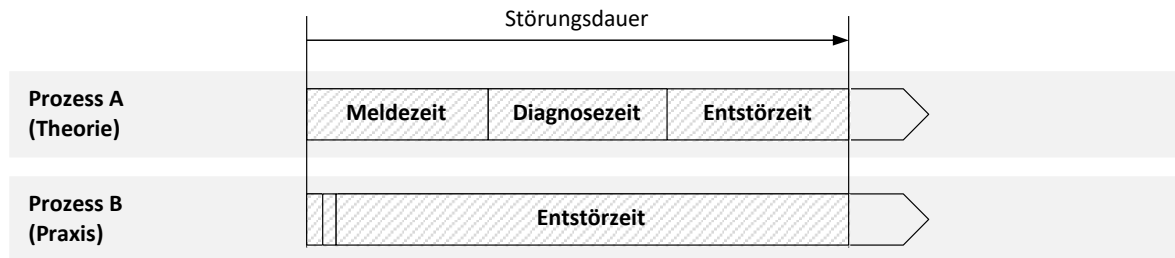 Störungsdauer
Prozess A
(Theorie)
Meldezeit
Diagnosezeit
Entstörzeit
Prozess B
(Praxis)
Entstörzeit